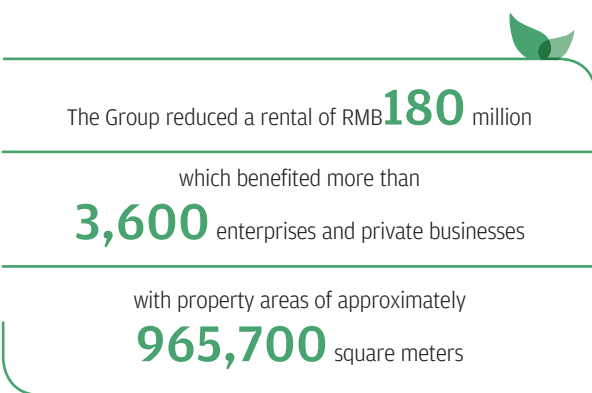 The Group reduced a rental of RMB180 million
which benefited more than
3,600 enterprises and private businesses
with property areas of approximately
965,700 square meters